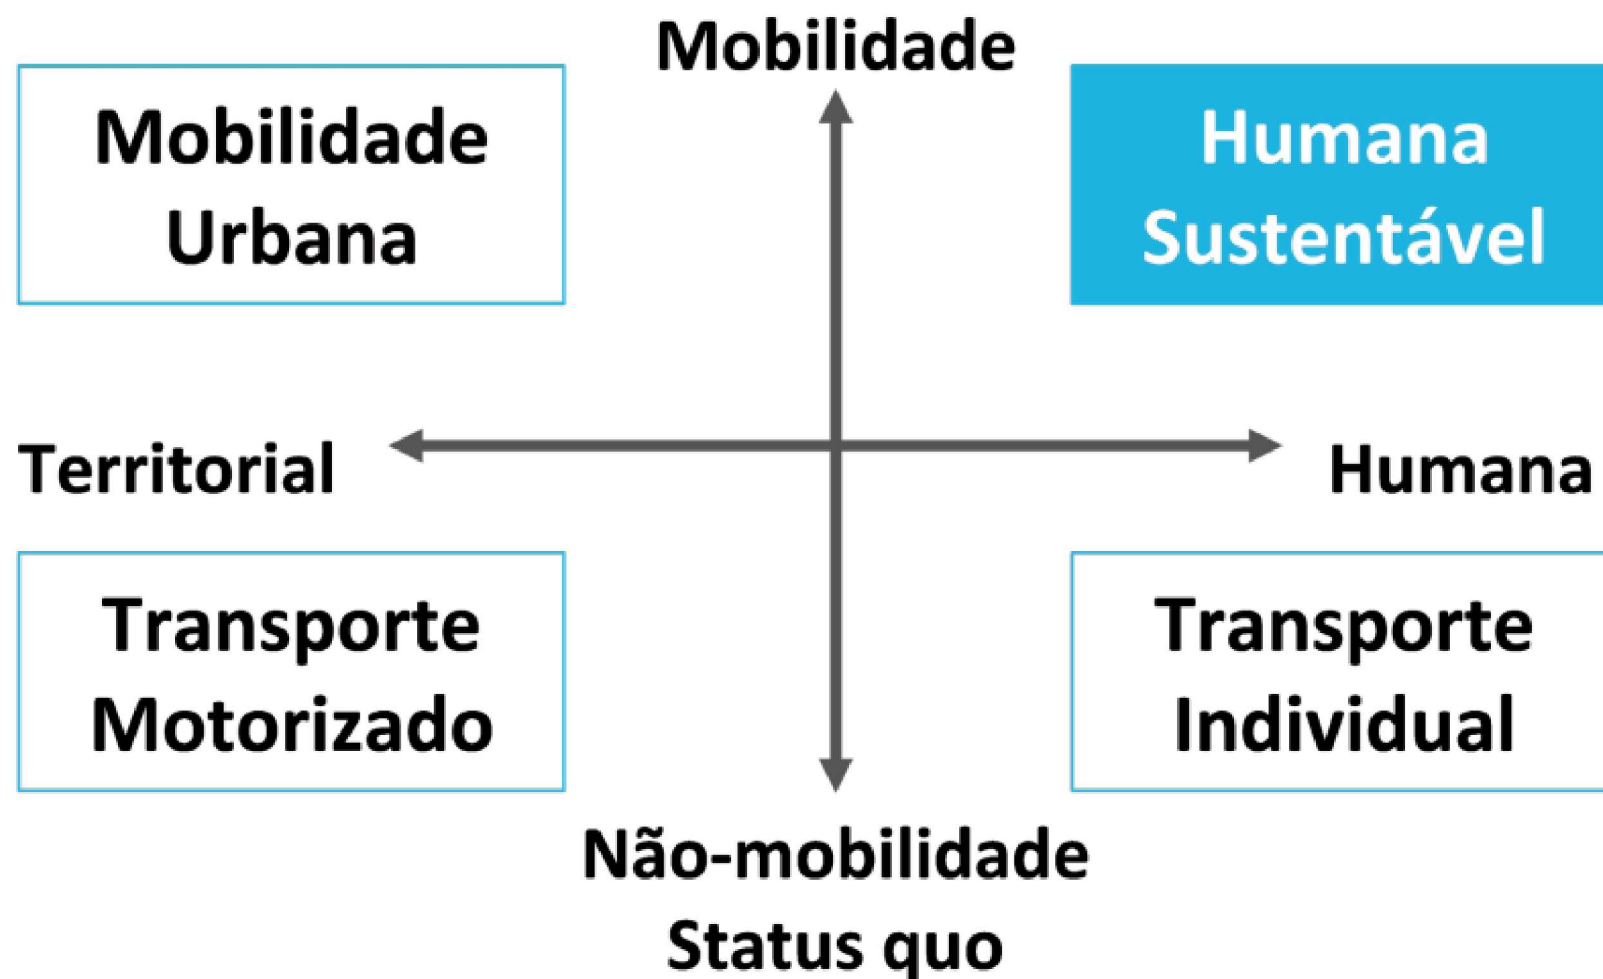 Mobilidade
Mobilidade
Urbana
Humana
Sustentável
Territorial
Humana
Transporte
Motorizado
Transporte
Individual
Não-mobilidade
Status quo